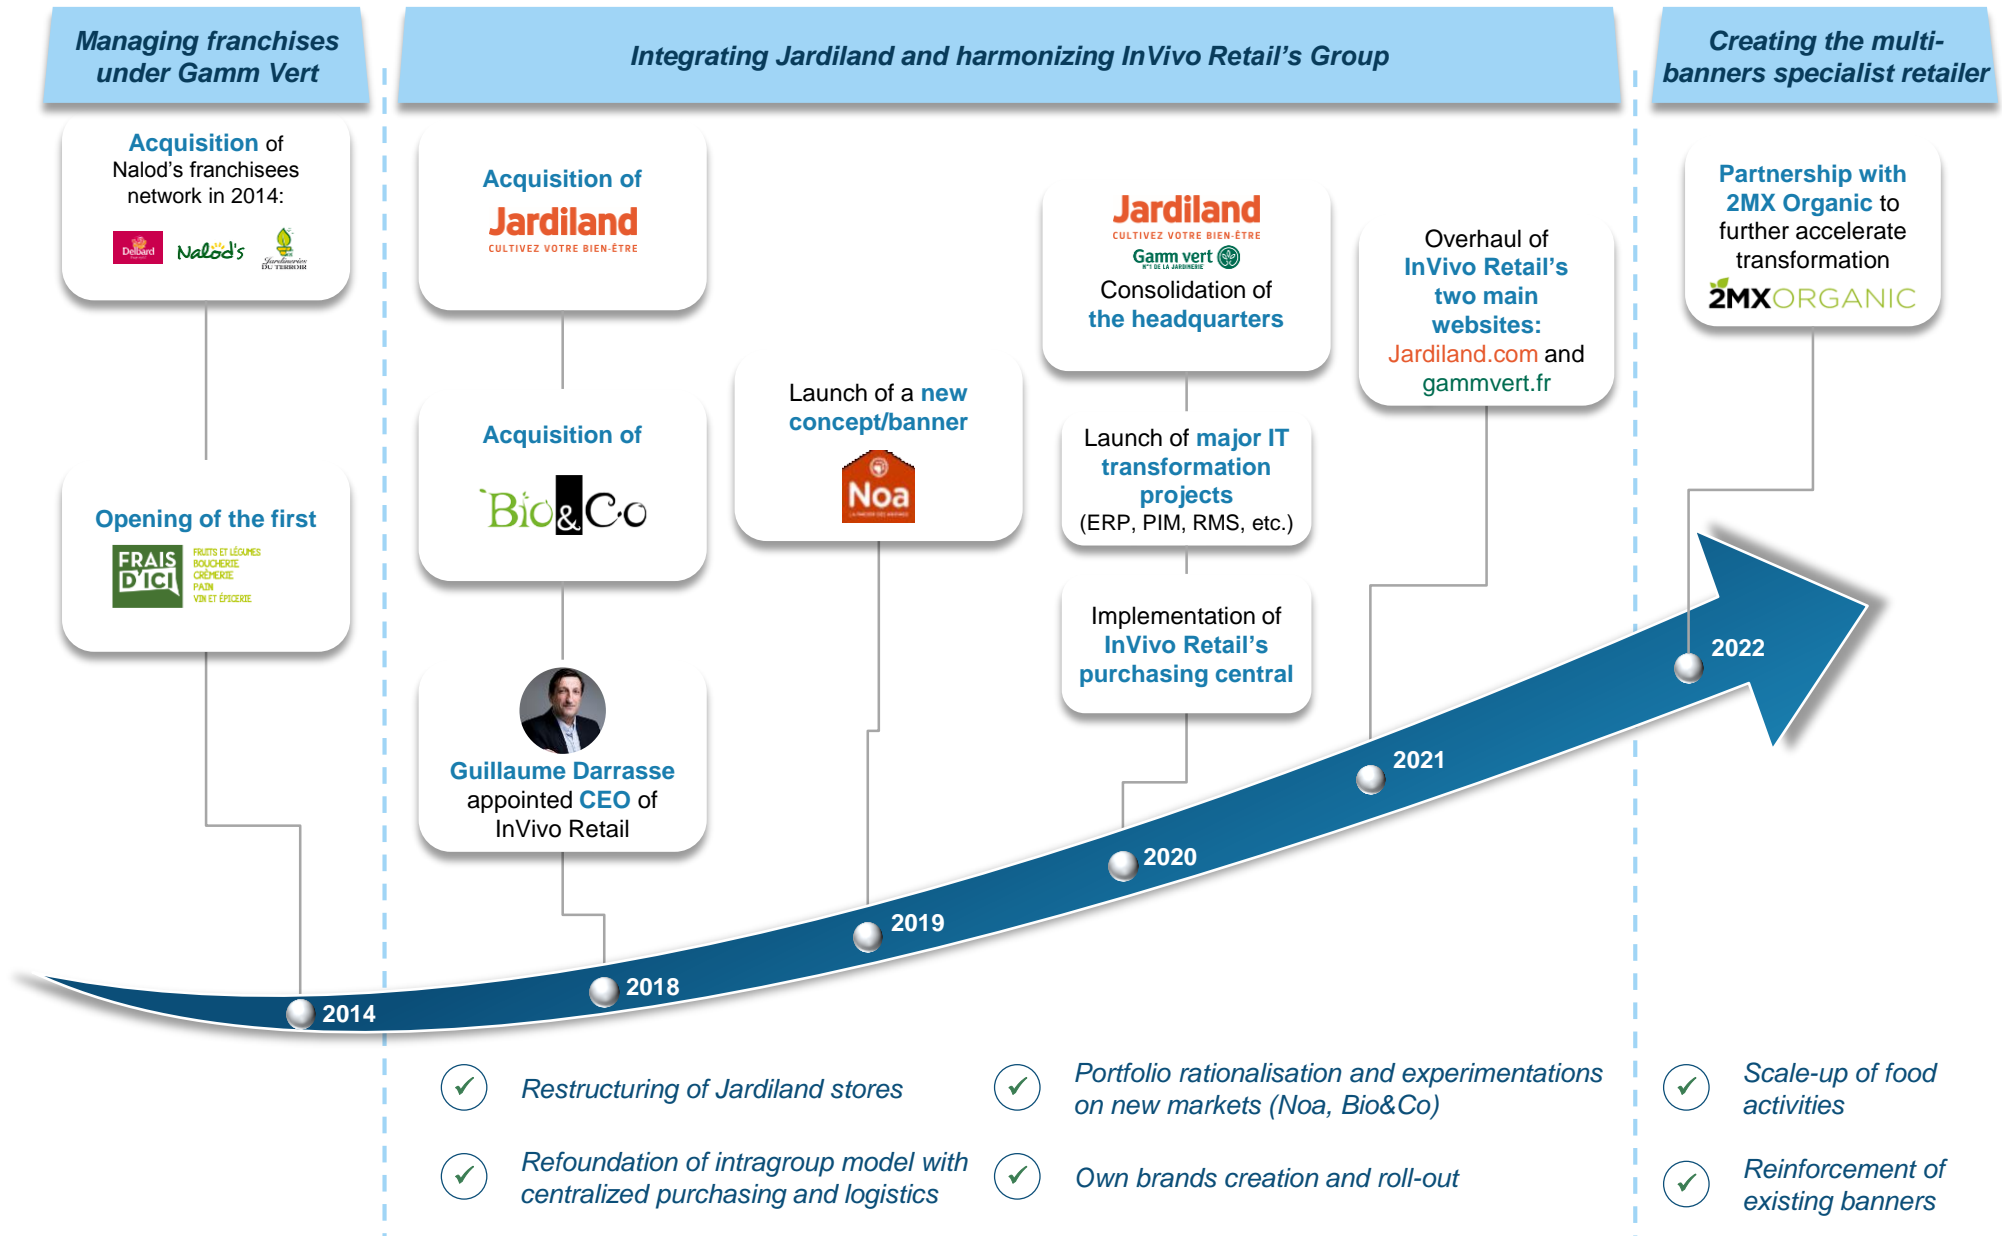 Managing franchises
under Gamm Vert
Integrating Jardiland and harmonizing InVivo Retail's Group
Creating the multi-
banners specialist retailer
Acquisition of
Nalod's franchisees
network in 2014:
Delbard
Nalod's
Jardineries
DU TERROIR
Opening of the first
FRAIS
D'ICI
FRUITS ET LÉGUMES
BOUCHERIE
CRÈMERIE
PAIN
VIN ET ÉPICERIE
Acquisition of
Jardiland
CULTIVEZ VOTRE BIEN-ÊTRE
Acquisition of
Bio&Co
Guillaume Darrasse
appointed CEO of
InVivo Retail
Launch of a new
concept/banner
Noa
Jardiland
CULTIVEZ VOTRE BIEN-ÊTRE
Gamm vert
N°1 DE LA JARDINERIE
Consolidation of
the headquarters
Launch of major IT
transformation
projects
(ERP, PIM, RMS, etc.)
Implementation of
InVivo Retail's
purchasing central
Overhaul of
InVivo Retail's
two main
websites:
Jardiland.com and
gammvert.fr
Partnership with
2MX Organic to
further accelerate
transformation
2MXORGANIC
2014
2018
2019
2020
2021
2022
Restructuring of Jardiland stores
Refoundation of intragroup model with
centralized purchasing and logistics
Portfolio rationalisation and experimentations
on new markets (Noa, Bio&Co)
Own brands creation and roll-out
Scale-up of food
activities
Reinforcement of
existing banners